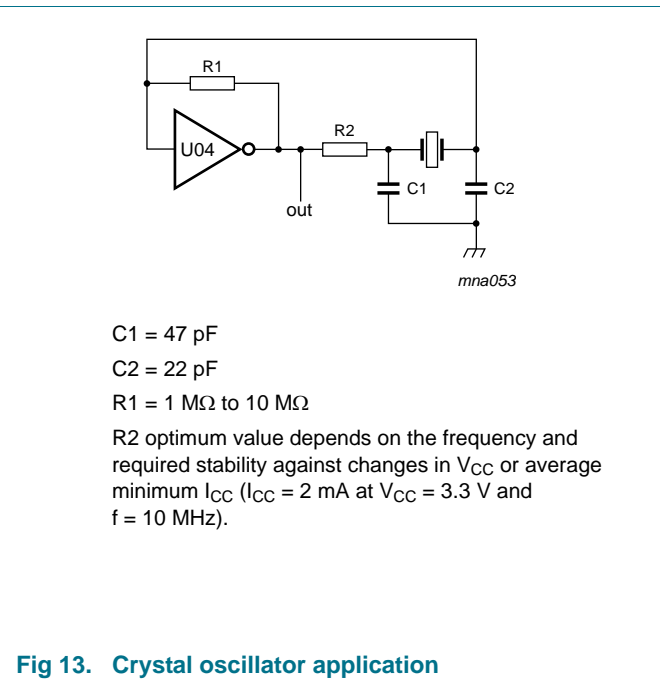 R1
U04
R2
out
C1
C2
mna053
C1 = 47 pF
C2 = 22 pF
R1 = 1 MΩ to 10 MΩ
R2 optimum value depends on the frequency and
required stability against changes in VCC or average
minimum ICC (ICC = 2 mA at VCC = 3.3 V and
f = 10 MHz).
Fig 13. Crystal oscillator application